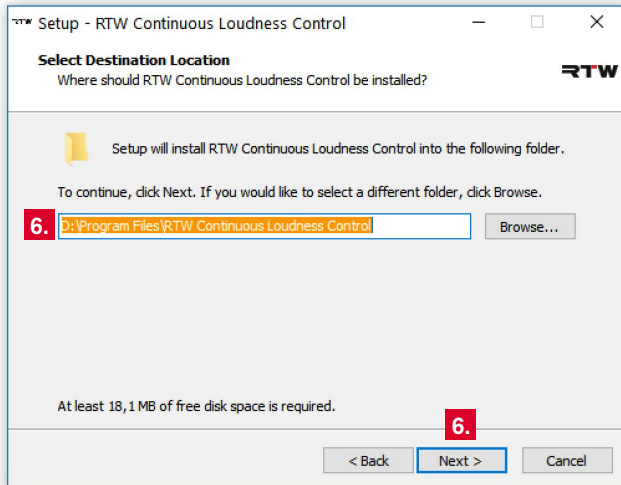 RTW Setup - RTW Continuous Loudness Control
Select Destination Location
Where should RTW Continuous Loudness Control be installed?
RTW
Setup will install RTW Continuous Loudness Control into the following folder.
To continue, click Next. If you would like to select a different folder, click Browse.
6. D:\Program Files\RTW Continuous Loudness Control Browse...
At least 18,1 MB of free disk space is required.
6.
< Back Next > Cancel